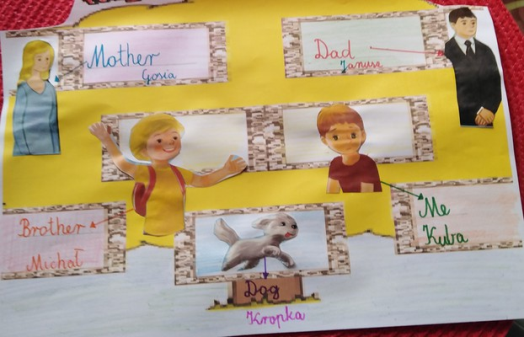 Mother
Gosia
Dad
Janusz
Brother
Michał
Me
Kuba
Dog
Kropka